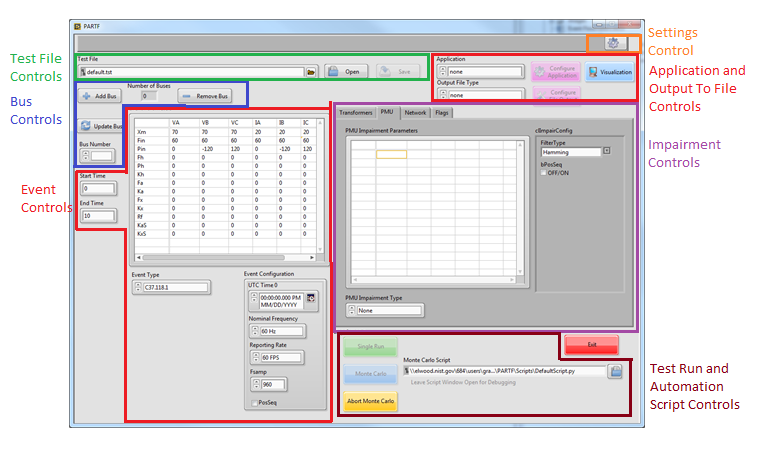 PARTF
Settings
Control
Test File
Controls
Test File
default.tst
Open
Save
Application
none
Configure
Application
Visualization
Output File Type
none
Configure
Application and
Output To File
Controls
Bus
Controls
Add Bus
Number of Buses
0
Remove Bus
Update Bus
Bus Number
VA VB VC IA IB IC
Xm 70 70 70 20 20 20
Fin 60 60 60 60 60 60
Pin 0 -120 120 0 -120 120
Fh 0 0 0 0 0 0
Ph 0 0 0 0 0 0
Kh 0 0 0 0 0 0
Fa 0 0 0 0 0 0
Ka 0 0 0 0 0 0
Fx 0 0 0 0 0 0
Kx 0 0 0 0 0 0
Rf 0 0 0 0 0 0
KaS 0 0 0 0 0 0
KxS 0 0 0 0 0 0
Event
Controls
Start Time
0
End Time
10
Event Type
C37.118.1
Event Configuration
UTC Time 0
00:00:00.000 PM
MM/DD/YYYY
Nominal Frequency
60 Hz
Reporting Rate
60 FPS
Fsamp
960
PosSeq
Impairment
Controls
Transformers PMU Network Flags
PMU Impairment Parameters
clImpairConfig
FilterType
Hamming
bPosSeq
OFF/ON
PMU Impairment Type
None
Single Run
Exit
Monte Carlo
Monte Carlo Script
\\elwood.nist.gov\684\users\gra...\PARTF\Scripts\DefaultScript.py
Leave Script Window Open for Debugging
Abort Monte Carlo
Test Run and
Automation
Script Controls